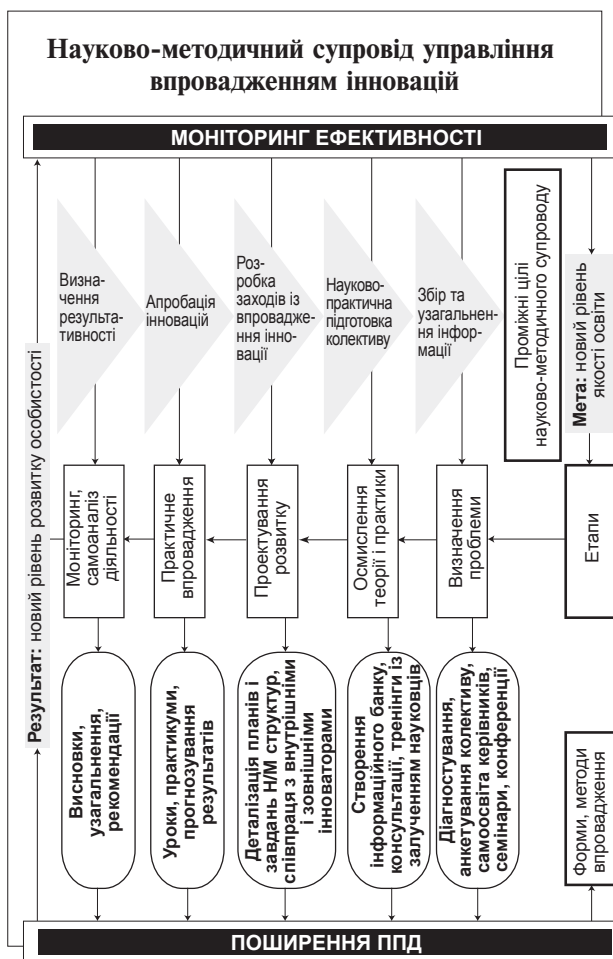 Науково-методичний супровід управління
впровадженням інновацій
МОНІТОРИНГ ЕФЕКТИВНОСТІ
Визна-
чення
результа-
тивності
Апробація
інновацій
Роз-
робка
заходів із
впровадже-
ння інно-
вації
Науково-
практична
підготовка
колективу
Збір та
узагальнен-
ня інфор-
мації
Проміжні цілі
науково-методичного супроводу
Мета: новий рівень
якості освіти
Результат: новий рівень розвитку особистості
Моніторинг,
самоаналіз
діяльності
Практичне
впровадження
Проектування
розвитку
Осмислення
теорії і практики
Визначення
проблеми
Етапи
Висновки,
узагальнення,
рекомендації
Уроки, практикуми,
прогнозування
результатів
Деталізація планів і
завдань Н/М структур,
співпраця з внутрішніми
і зовнішніми
інноваторами
Створення
інформаційного банку,
консультації, тренінги із
залученням науковців
Діагностування,
анкетування колективу,
самоосвіта керівників,
семінари, конференції
Форми, методи
впровадження
ПОШИРЕННЯ ППД